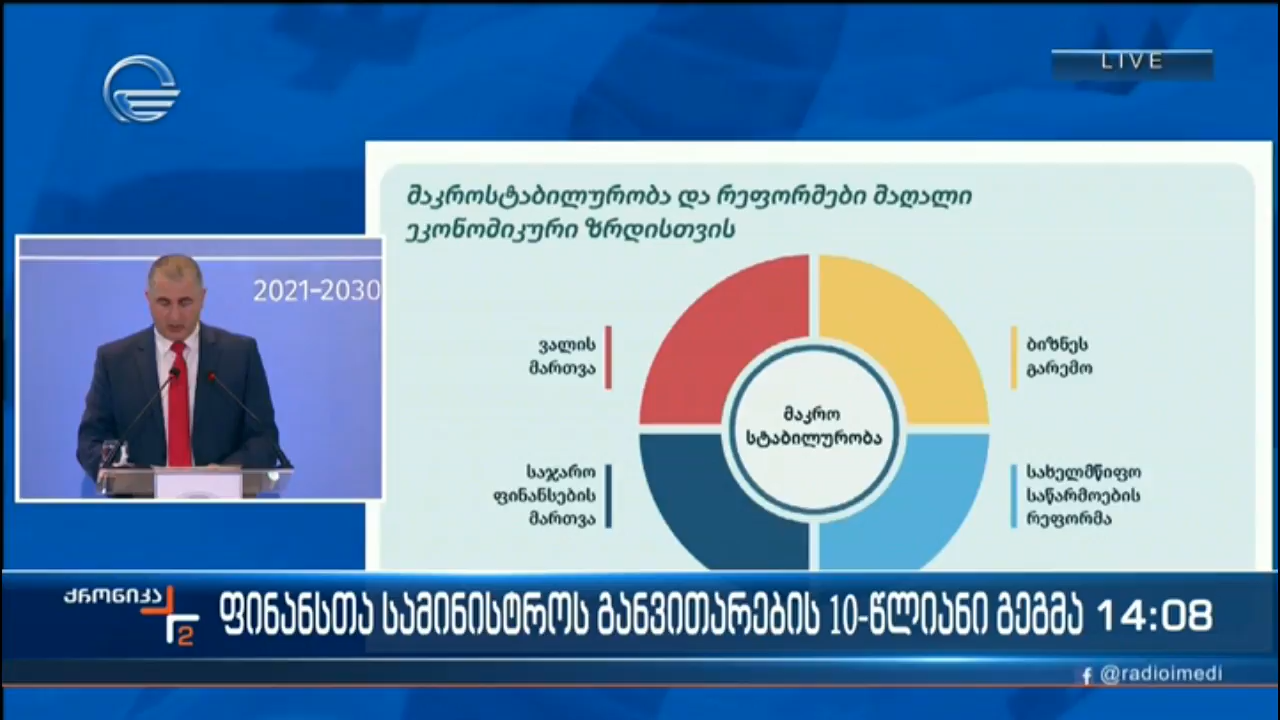 LIVE
მაკროსტაბილურობა და რეფორმები მაღალი
ეკონომიკური ზრდისთვის
2021-2030
ვალის
მართვა
ბიზნეს
გარემო
მაკრო
სტაბილურობა
საჯარო
ფინანსების
მართვა
სახელმწიფო
საწარმოების
რეფორმა
ქრონიკა
2
ფინანსთა სამინისტროს განვითარების 10-წლიანი გეგმა 14:08
f @radioimedi